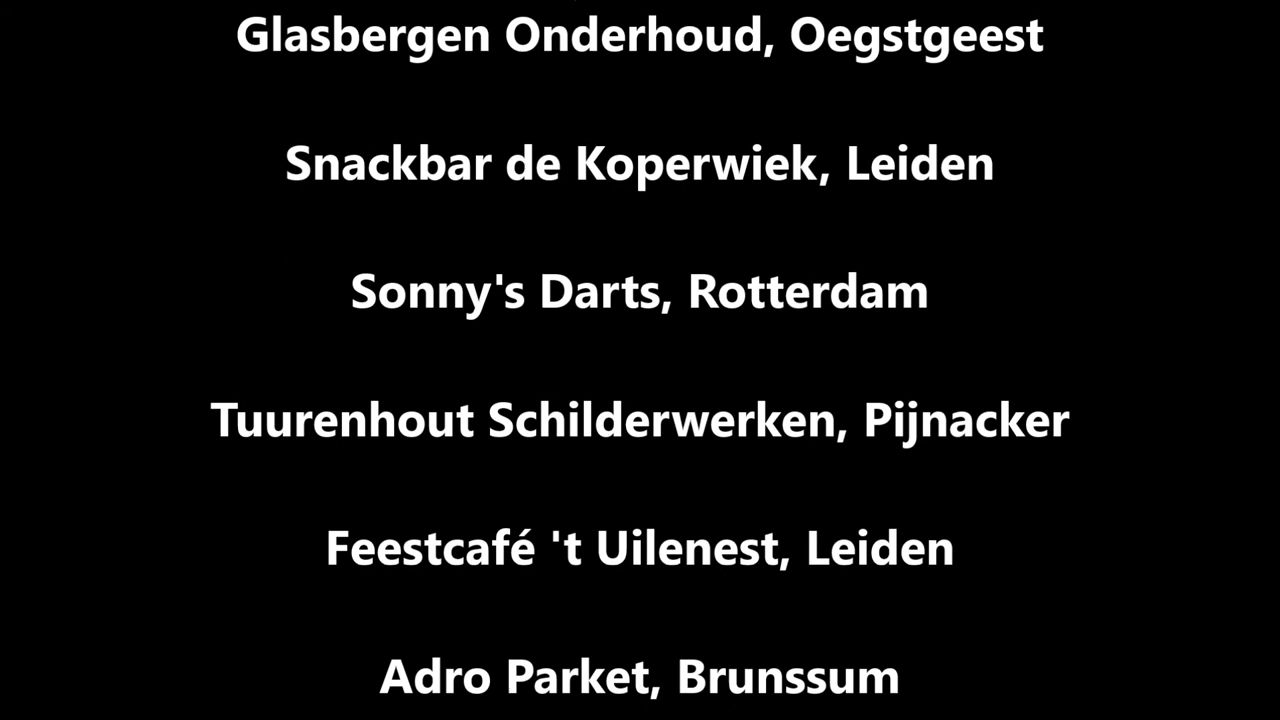 Glasbergen Onderhoud, Oegstgeest
Snackbar de Koperwiek, Leiden
Sonny's Darts, Rotterdam
Tuurenhout Schilderwerken, Pijnacker
Feestcafé 't Uilenest, Leiden
Adro Parket, Brunssum